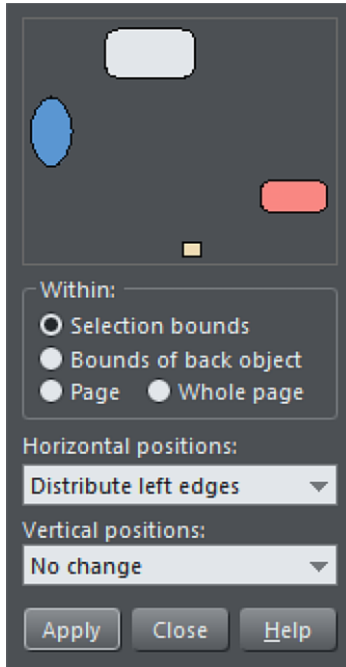 Within:
Selection bounds
Bounds of back object
Page Whole page
Horizontal positions:
Distribute left edges
Vertical positions:
No change
Apply Close Help